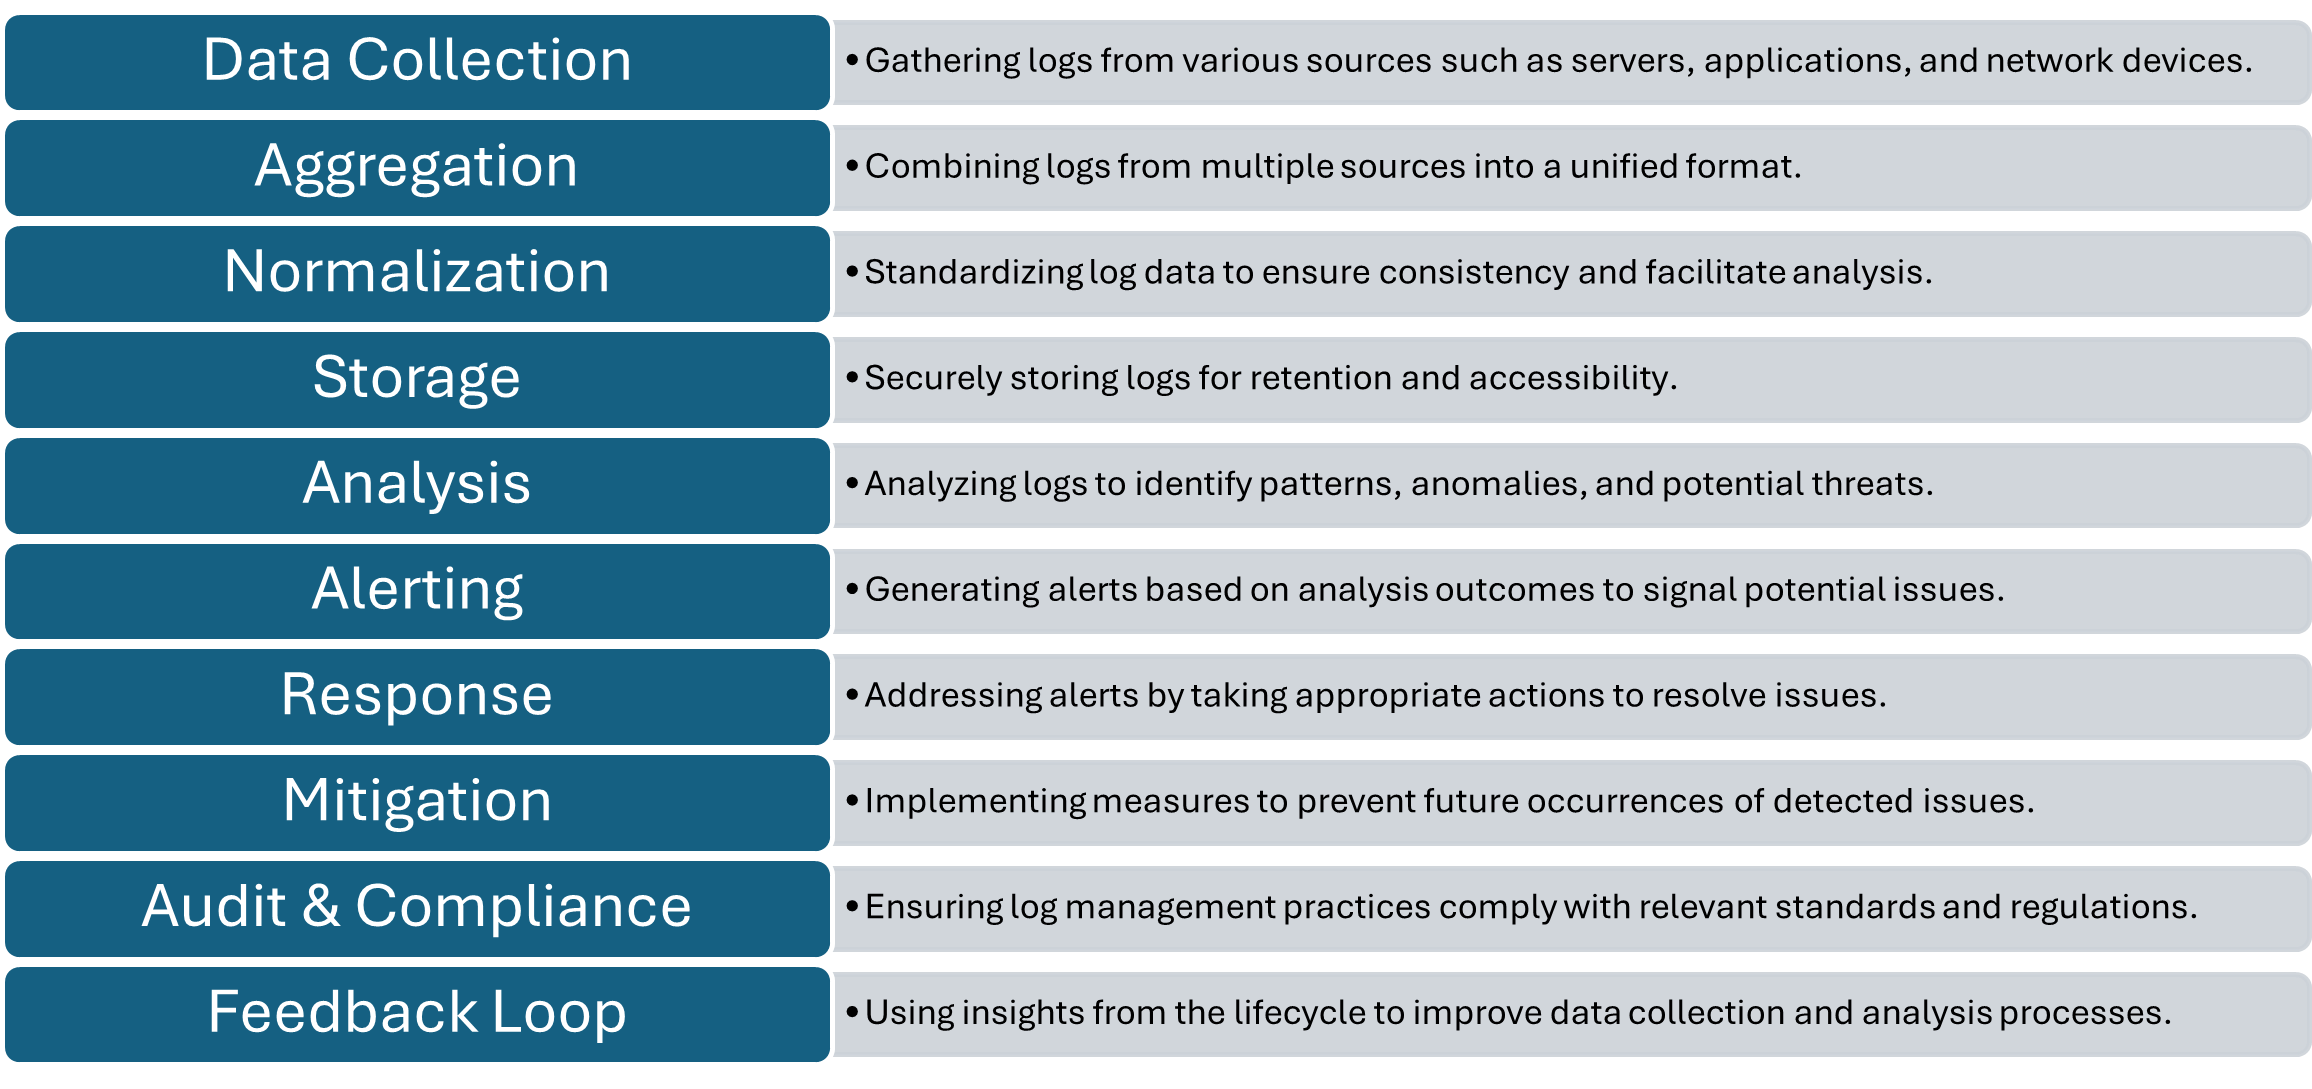 Data Collection
•Gathering logs from various sources such as servers, applications, and network devices.
Aggregation
•Combining logs from multiple sources into a unified format.
Normalization
•Standardizing log data to ensure consistency and facilitate analysis.
Storage
•Securely storing logs for retention and accessibility.
Analysis
•Analyzing logs to identify patterns, anomalies, and potential threats.
Alerting
•Generating alerts based on analysis outcomes to signal potential issues.
Response
•Addressing alerts by taking appropriate actions to resolve issues.
Mitigation
•Implementing measures to prevent future occurrences of detected issues.
Audit & Compliance
•Ensuring log management practices comply with relevant standards and regulations.
Feedback Loop
•Using insights from the lifecycle to improve data collection and analysis processes.